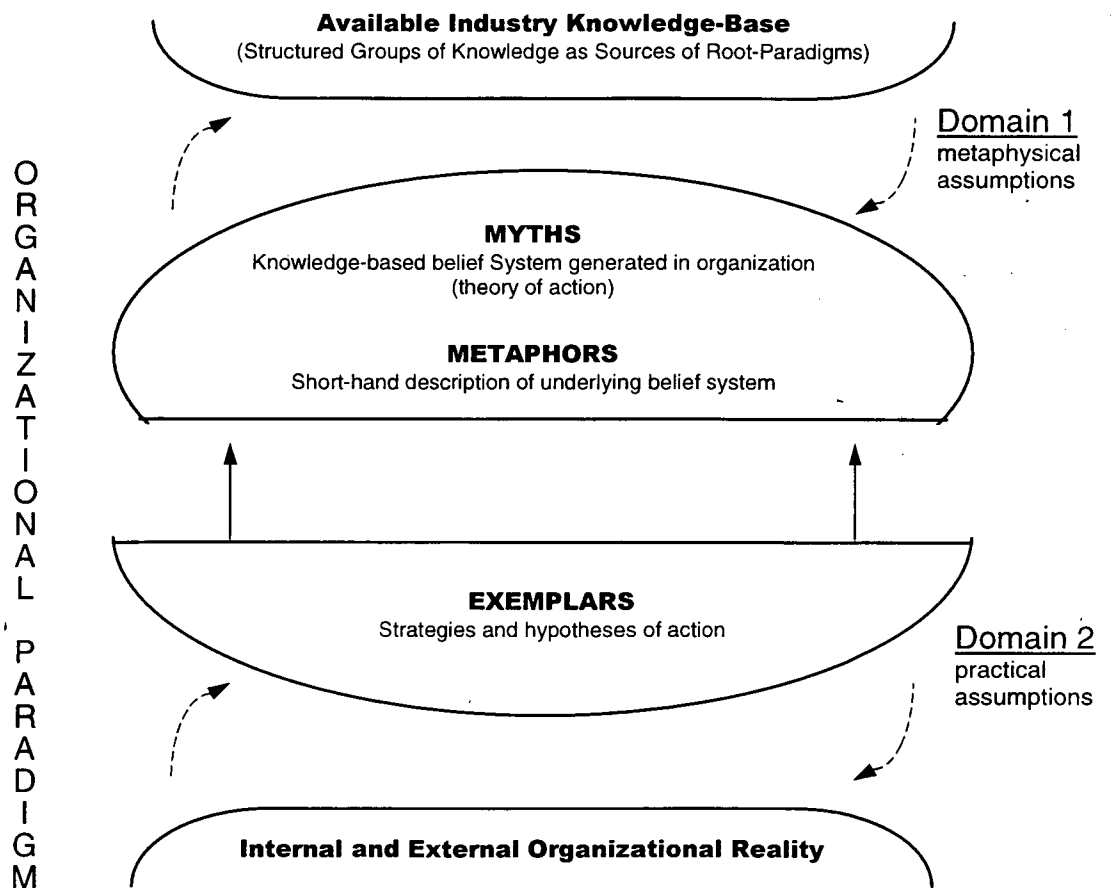 Available Industry Knowledge-Base
(Structured Groups of Knowledge as Sources of Root-Paradigms)
Domain 1
metaphysical
assumptions
MYTHS
Knowledge-based belief System generated in organization
(theory of action)
METAPHORS
Short-hand description of underlying belief system
ORGANIZATIONAL PARADIGM
EXEMPLARS
Strategies and hypotheses of action
Domain 2
practical
assumptions
Internal and External Organizational Reality